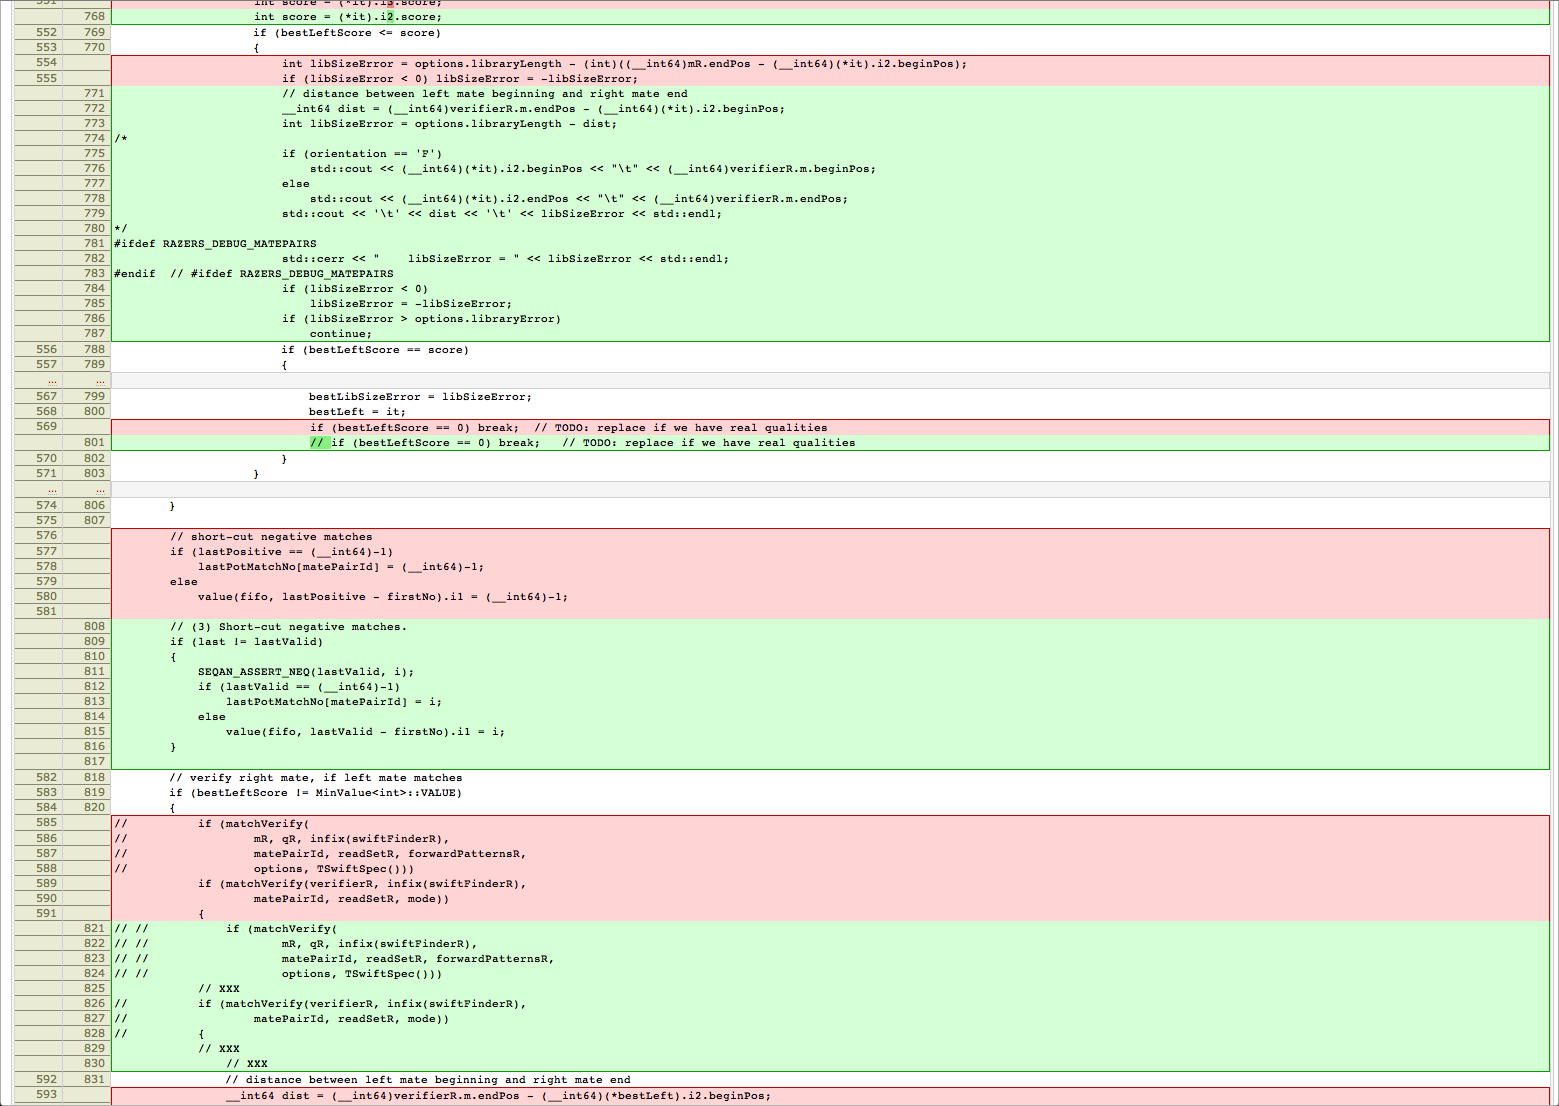 551 int score = (*it).i3.score;
768 int score = (*it).i2.score;
552 769 if (bestLeftScore <= score)
553 770 {
554 int libSizeError = options.libraryLength - (int)((__int64)mR.endPos - (__int64)(*it).i2.beginPos);
555 if (libSizeError < 0) libSizeError = -libSizeError;
771 // distance between left mate beginning and right mate end
772 __int64 dist = (__int64)verifierR.m.endPos - (__int64)(*it).i2.beginPos;
773 int libSizeError = options.libraryLength - dist;
774 /*
775 if (orientation == 'F')
776 std::cout << (__int64)(*it).i2.beginPos << "\t" << (__int64)verifierR.m.beginPos;
777 else
778 std::cout << (__int64)(*it).i2.endPos << "\t" << (__int64)verifierR.m.endPos;
779 std::cout << '\t' << dist << '\t' << libSizeError << std::endl;
780 */
781 #ifdef RAZERS_DEBUG_MATEPAIRS
782 std::cerr << "    libSizeError = " << libSizeError << std::endl;
783 #endif  // #ifdef RAZERS_DEBUG_MATEPAIRS
784 if (libSizeError < 0)
785 libSizeError = -libSizeError;
786 if (libSizeError > options.libraryError)
787 continue;
556 788 if (bestLeftScore == score)
557 789 {
... ...
567 799 bestLibSizeError = libSizeError;
568 800 bestLeft = it;
569 if (bestLeftScore == 0) break;  // TODO: replace if we have real qualities
801 // if (bestLeftScore == 0) break;   // TODO: replace if we have real qualities
570 802 }
571 803 }
... ...
574 806 }
575 807
576 // short-cut negative matches
577 if (lastPositive == (__int64)-1)
578 lastPotMatchNo[matePairId] = (__int64)-1;
579 else
580 value(fifo, lastPositive - firstNo).i1 = (__int64)-1;
581
808 // (3) Short-cut negative matches.
809 if (last != lastValid)
810 {
811 SEQAN_ASSERT_NEQ(lastValid, i);
812 if (lastValid == (__int64)-1)
813 lastPotMatchNo[matePairId] = i;
814 else
815 value(fifo, lastValid - firstNo).i1 = i;
816 }
817
582 818 // verify right mate, if left mate matches
583 819 if (bestLeftScore != MinValue<int>::VALUE)
584 820 {
585 // if (matchVerify(
586 // mR, qR, infix(swiftFinderR),
587 // matePairId, readSetR, forwardPatternsR,
588 // options, TSwiftSpec()))
589 if (matchVerify(verifierR, infix(swiftFinderR),
590 matePairId, readSetR, mode))
591 {
821 // // if (matchVerify(
822 // // mR, qR, infix(swiftFinderR),
823 // // matePairId, readSetR, forwardPatternsR,
824 // // options, TSwiftSpec()))
825 // XXX
826 // if (matchVerify(verifierR, infix(swiftFinderR),
827 // matePairId, readSetR, mode))
828 // {
829 // XXX
830 // XXX
592 831 // distance between left mate beginning and right mate end
593 __int64 dist = (__int64)verifierR.m.endPos - (__int64)(*bestLeft).i2.beginPos;